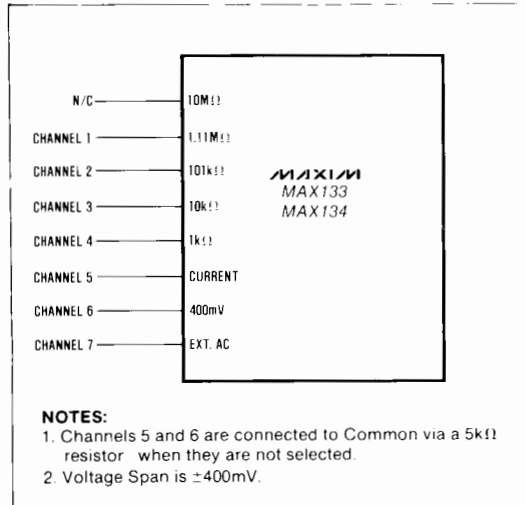 N/C 10MΩ
CHANNEL 1 1.11MΩ
CHANNEL 2 101kΩ
CHANNEL 3 10kΩ
CHANNEL 4 1kΩ
CHANNEL 5 CURRENT
CHANNEL 6 400mV
CHANNEL 7 EXT. AC
MAXIM
MAX133
MAX134
NOTES:
1. Channels 5 and 6 are connected to Common via a 5kΩ
resistor when they are not selected.
2. Voltage Span is ±400mV.